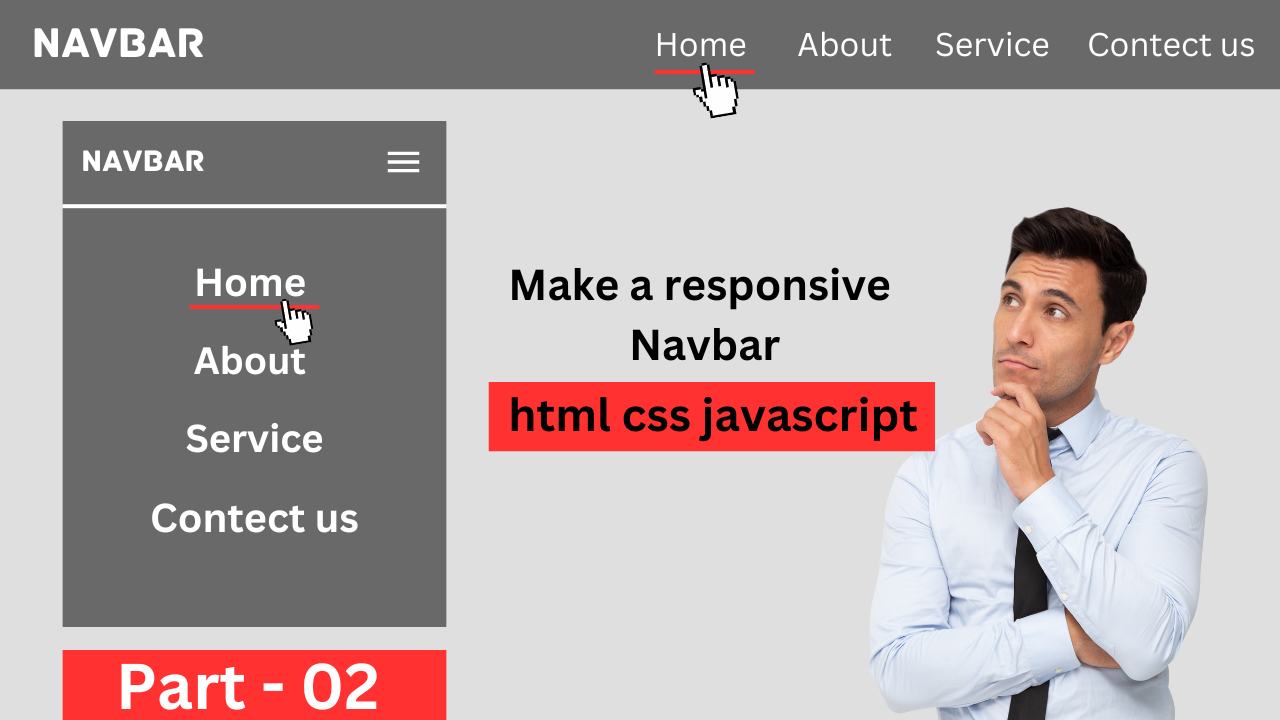 NAVBAR Home About Service Contect us
NAVBAR
Home
About
Service
Contect us
Make a responsive
Navbar
html css javascript
Part - 02